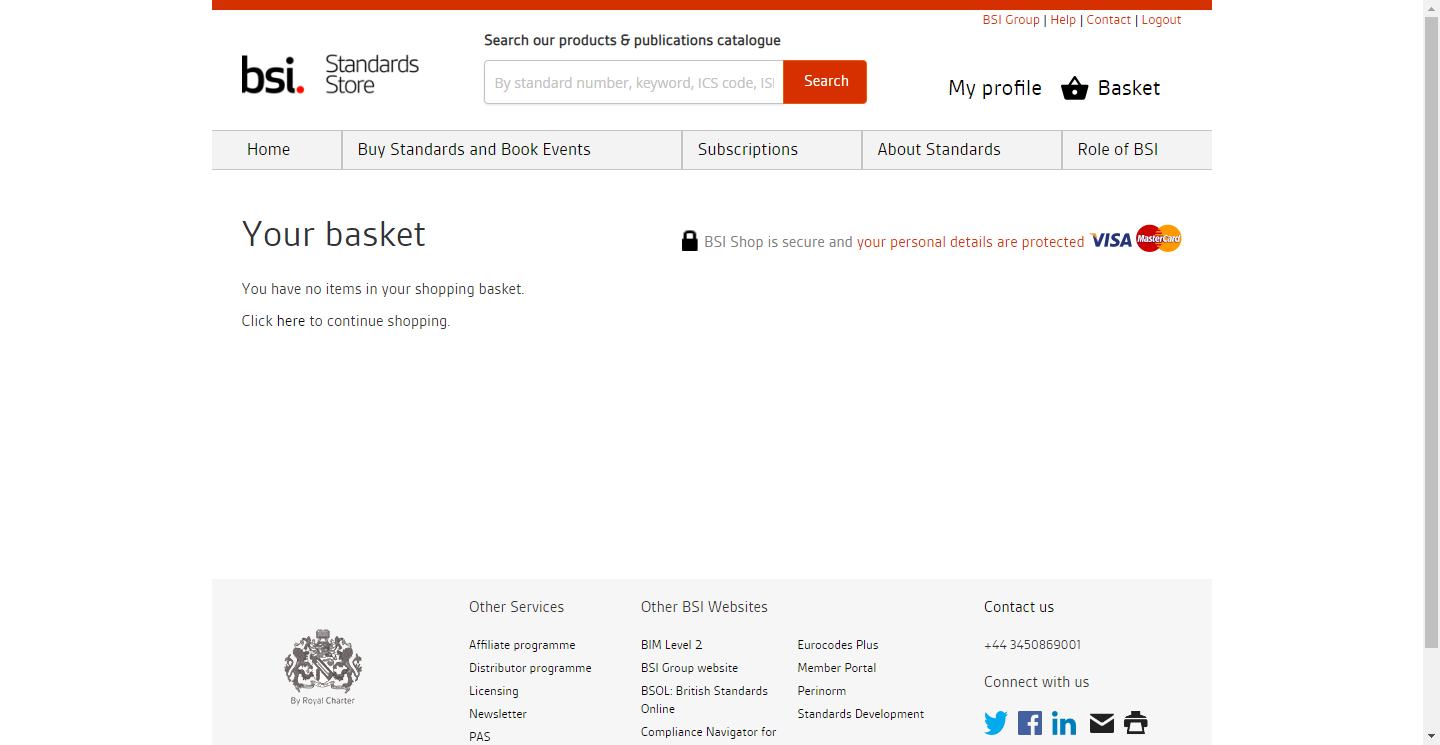 BSI Group | Help | Contact | Logout
Search our products & publications catalogue
bsi. Standards Store
By standard number, keyword, ICS code, ISI
Search
My profile
Basket
Home
Buy Standards and Book Events
Subscriptions
About Standards
Role of BSI
Your basket
BSI Shop is secure and your personal details are protected VISA MasterCard
You have no items in your shopping basket.
Click here to continue shopping.
By Royal Charter
Other Services
Affiliate programme
Distributor programme
Licensing
Newsletter
PAS
Other BSI Websites
BIM Level 2
BSI Group website
BSOL: British Standards
Online
Compliance Navigator for
Eurocodes Plus
Member Portal
Perinorm
Standards Development
Contact us
+44 3450869001
Connect with us